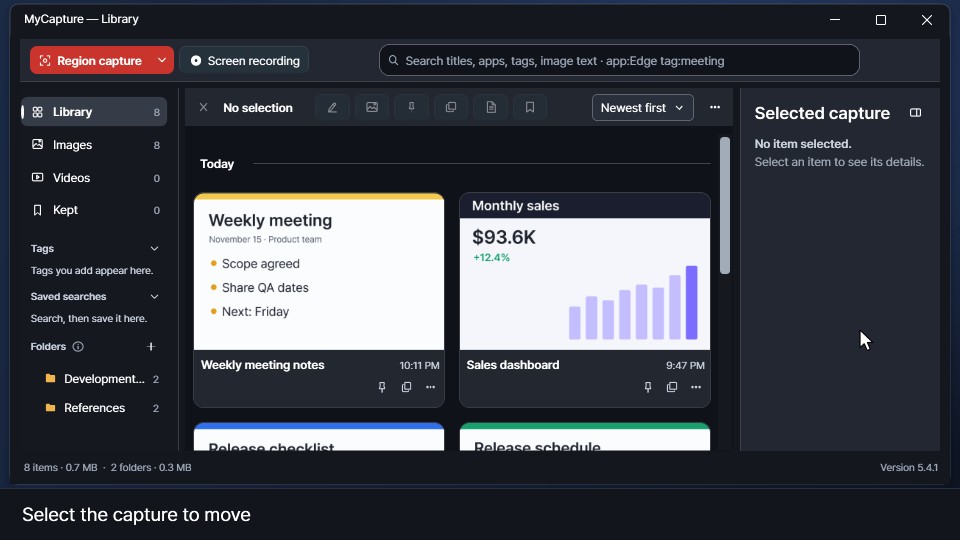 MyCapture — Library
Region capture
Screen recording
Search titles, apps, tags, image text · app:Edge tag:meeting
Library 8
Images 8
Videos 0
Kept 0
Tags
Tags you add appear here.
Saved searches
Search, then save it here.
Folders
Development... 2
References 2
No selection
Newest first
Today
Weekly meeting
November 15 · Product team
Scope agreed
Share QA dates
Next: Friday
Weekly meeting notes 10:11 PM
Monthly sales
$93.6K
+12.4%
Sales dashboard 9:47 PM
Release checklist
Release schedule
Selected capture
No item selected.
Select an item to see its details.
8 items · 0.7 MB · 2 folders · 0.3 MB
Version 5.4.1
Select the capture to move